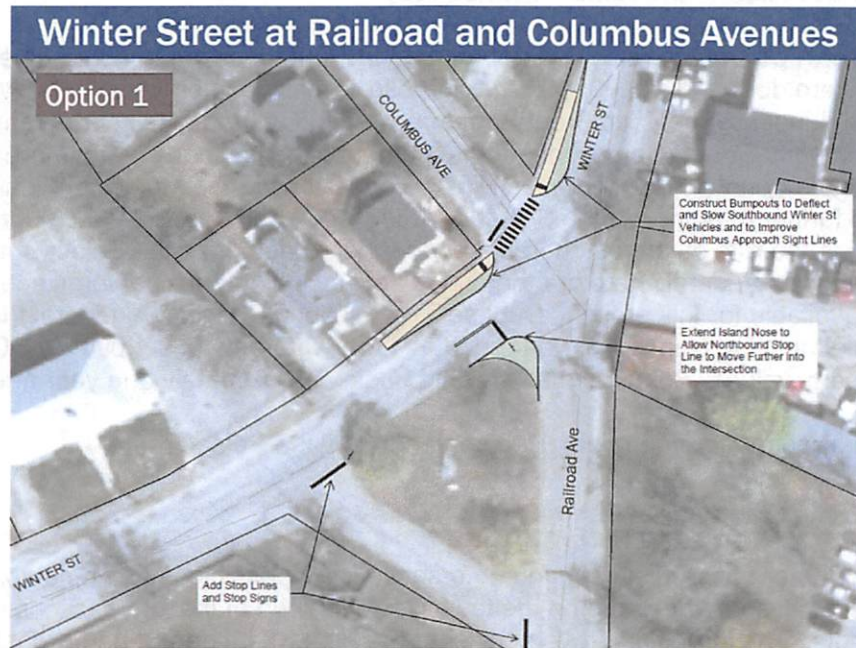 Winter Street at Railroad and Columbus Avenues
Option 1
COLUMBUS AVE
WINTER ST
Construct Bumpouts to Deflect
and Slow Southbound Winter St
Vehicles and to Improve
Columbus Approach Sight Lines
Extend Island Nose to
Allow Northbound Stop
Line to Move Further into
the Intersection
Railroad Ave
WINTER ST
Add Stop Lines
and Stop Signs